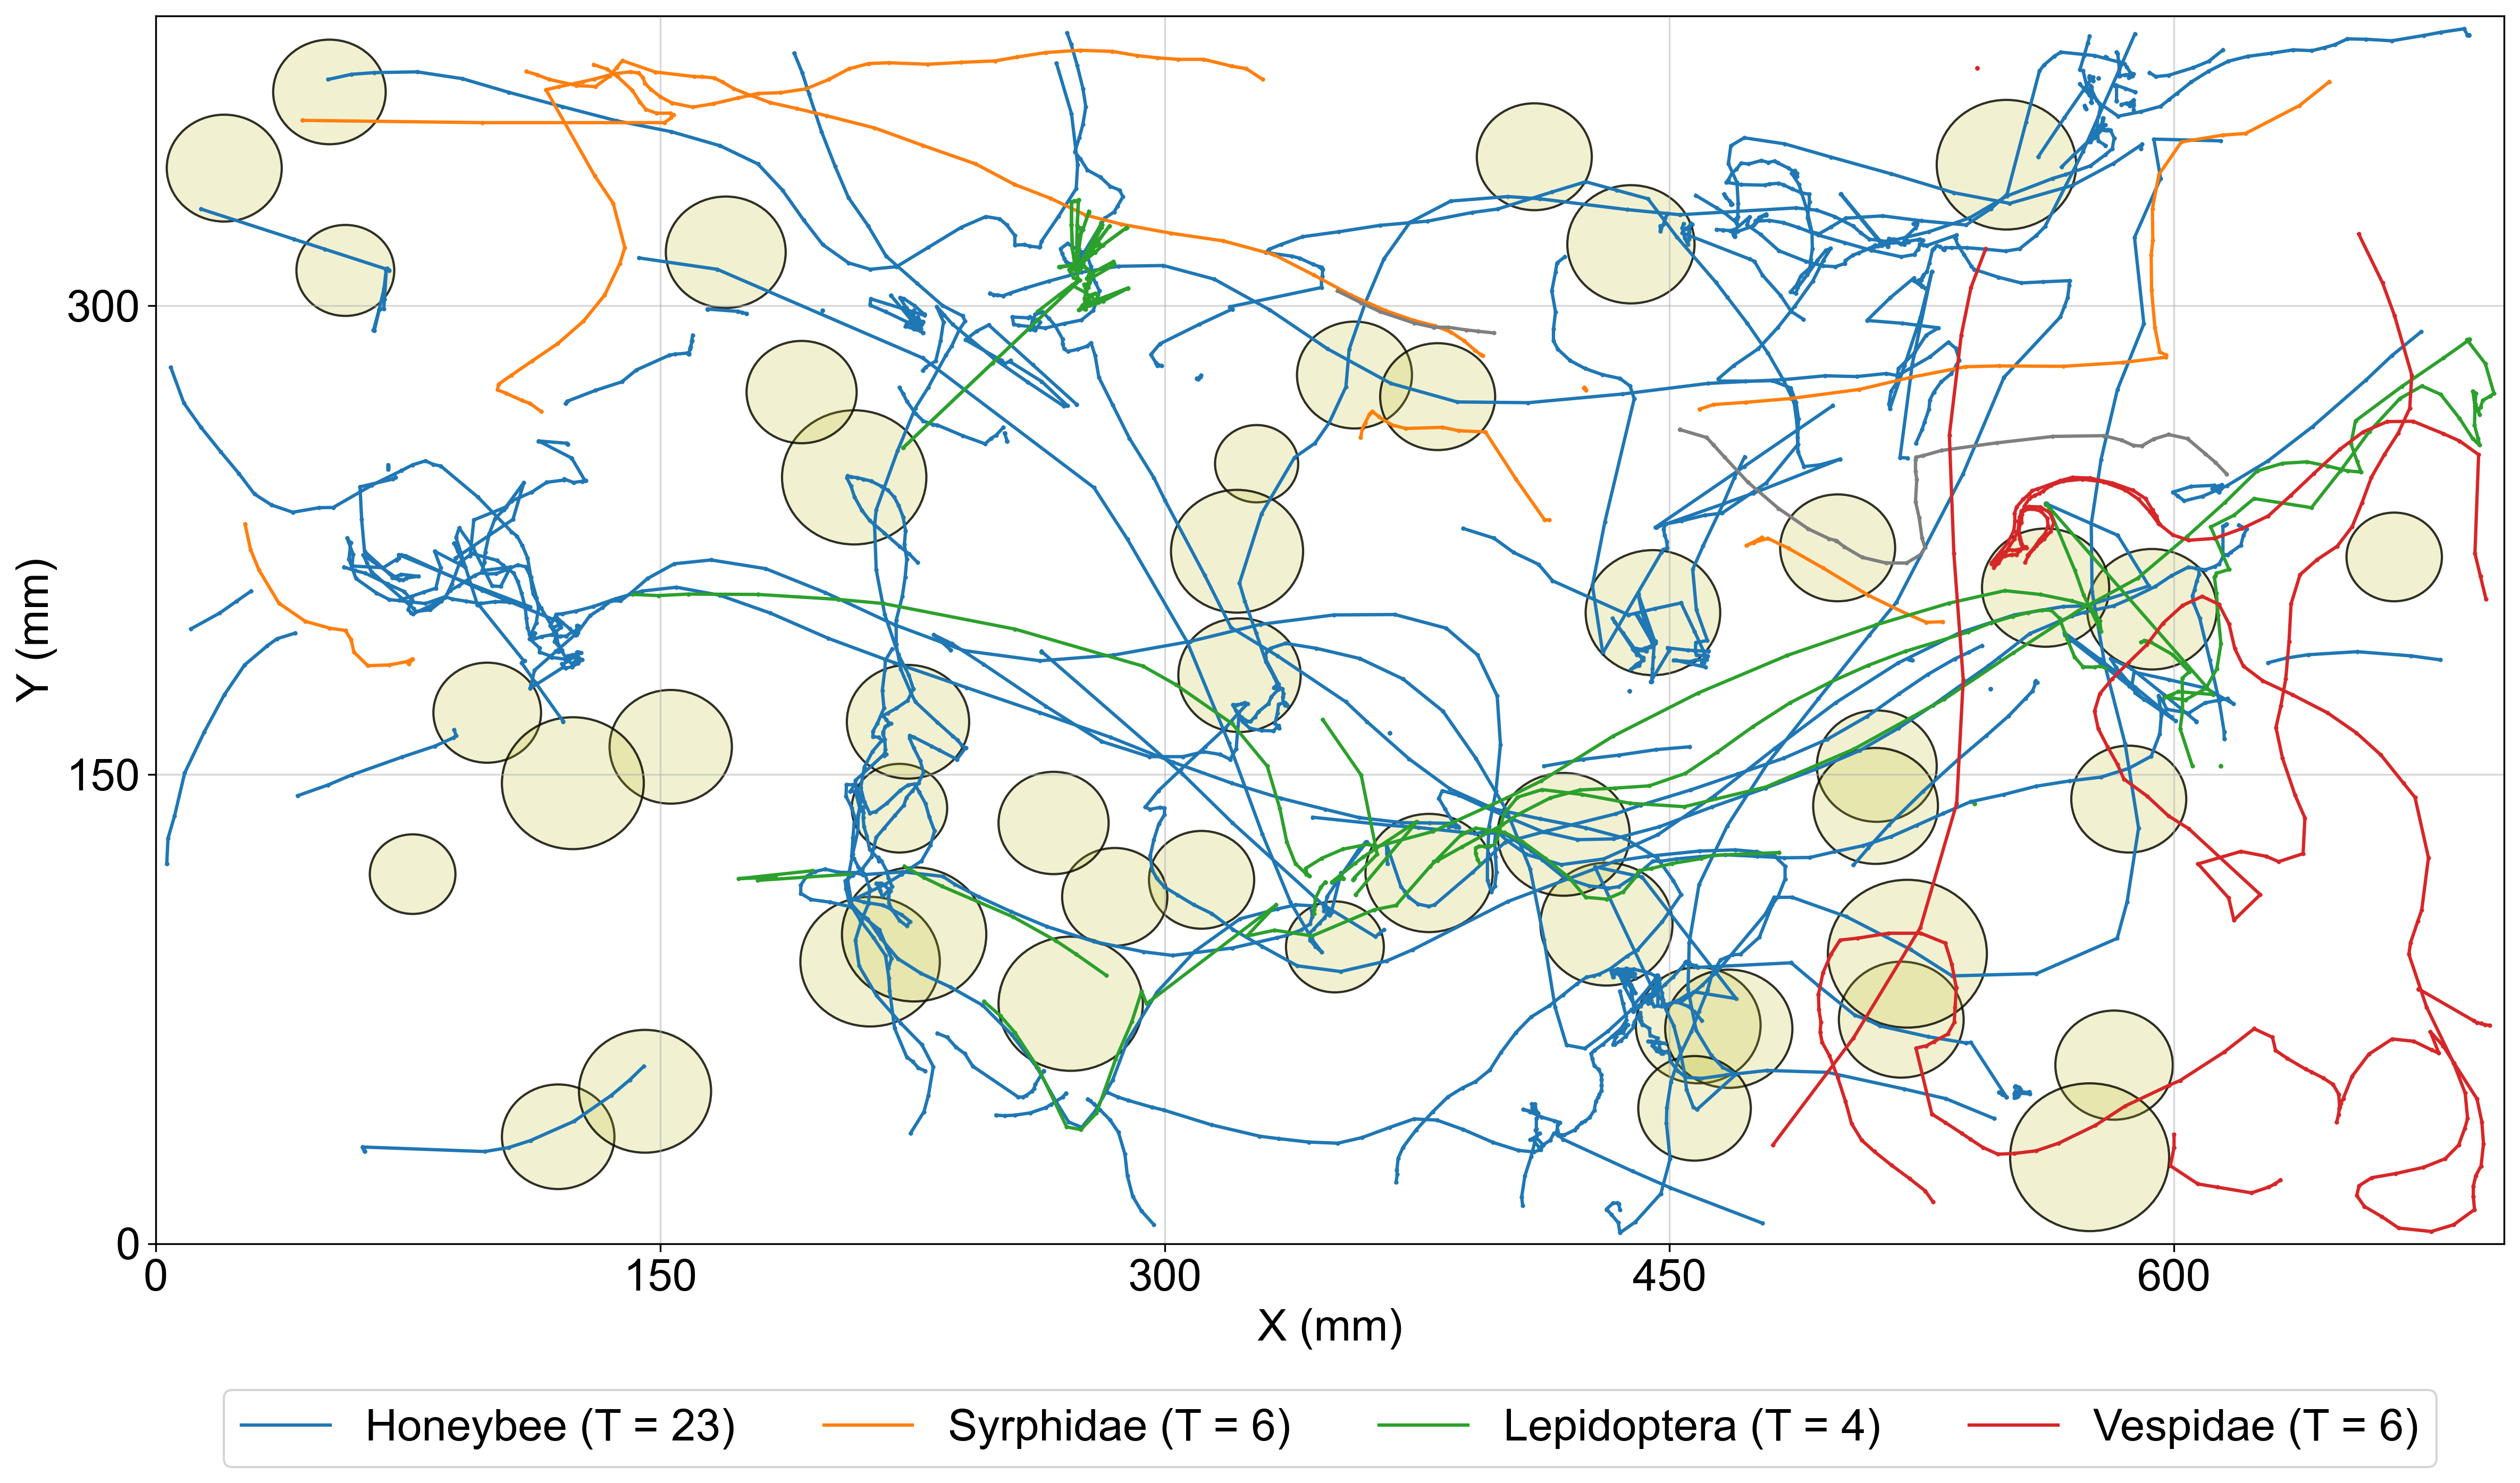 300
150
0
Y (mm)
0 150 300 450 600
X (mm)
Honeybee (T = 23) Syrphidae (T = 6) Lepidoptera (T = 4) Vespidae (T = 6)